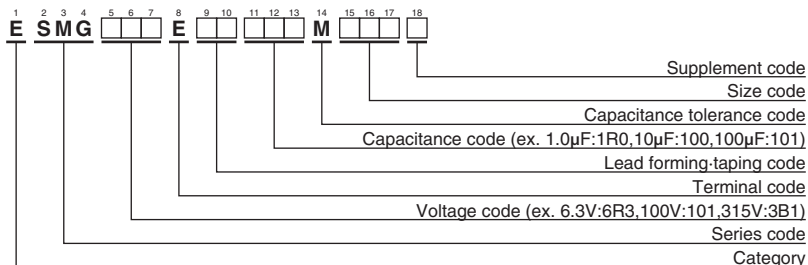 1 2 3 4 5 6 7 8 9 10 11 12 13 14 15 16 17 18
E SMG □□□ E □□ □□□ M □□□ □
Supplement code
Size code
Capacitance tolerance code
Capacitance code (ex. 1.0μF:1R0,10μF:100,100μF:101)
Lead forming·taping code
Terminal code
Voltage code (ex. 6.3V:6R3,100V:101,315V:3B1)
Series code
Category